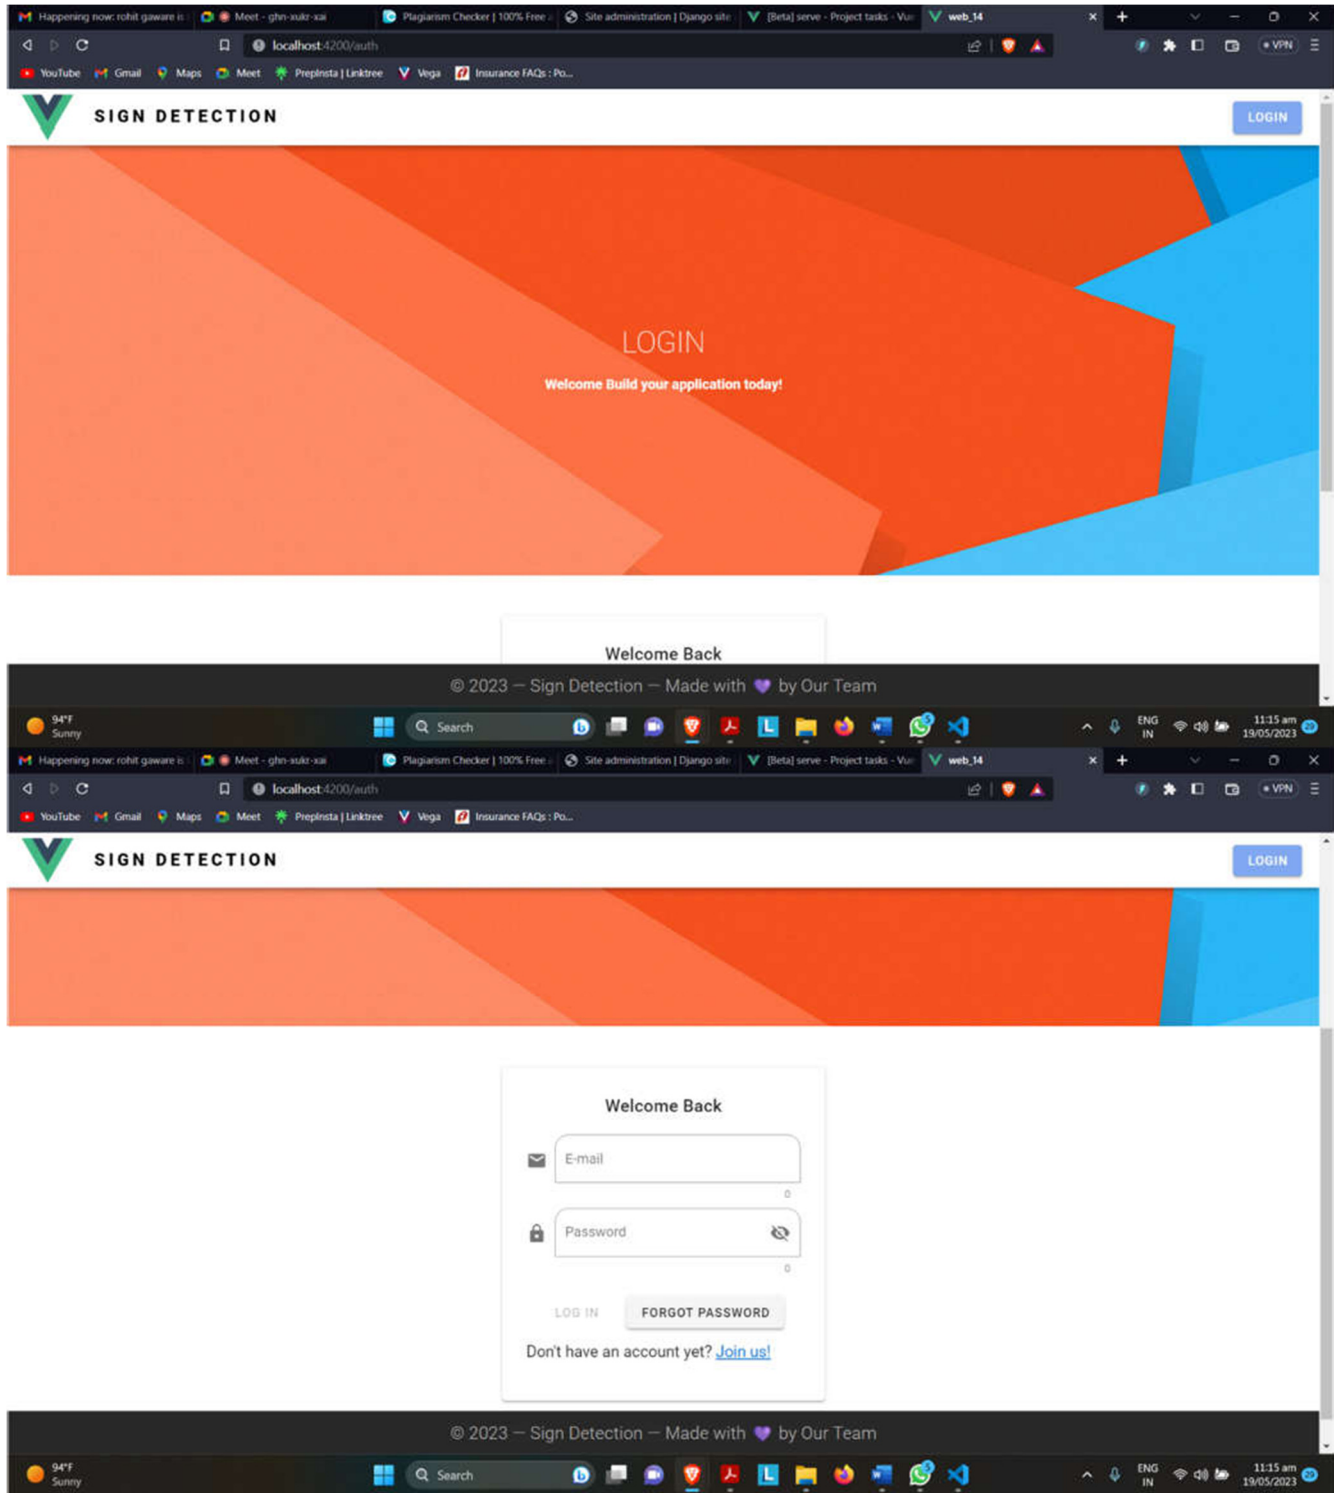 Happening now: rohit gaware is
Meet - ghn-xukr-xai
Plagiarism Checker | 100% Free
Site administration | Django site
[Beta] serve - Project tasks - Vue
web_14
localhost:4200/auth
VPN
YouTube
Gmail
Maps
Meet
PrepInsta | Linktree
Vega
Insurance FAQs : Po...
SIGN DETECTION
LOGIN
LOGIN
Welcome Build your application today!
Welcome Back
© 2023 — Sign Detection — Made with 💜 by Our Team
94°F
Sunny
Search
ENG
IN
11:15 am
19/05/2023
Happening now: rohit gaware is
Meet - ghn-xukr-xai
Plagiarism Checker | 100% Free
Site administration | Django site
[Beta] serve - Project tasks - Vue
web_14
localhost:4200/auth
VPN
YouTube
Gmail
Maps
Meet
PrepInsta | Linktree
Vega
Insurance FAQs : Po...
SIGN DETECTION
LOGIN
Welcome Back
E-mail
0
Password
0
LOG IN
FORGOT PASSWORD
Don't have an account yet? Join us!
© 2023 — Sign Detection — Made with 💜 by Our Team
94°F
Sunny
Search
ENG
IN
11:15 am
19/05/2023